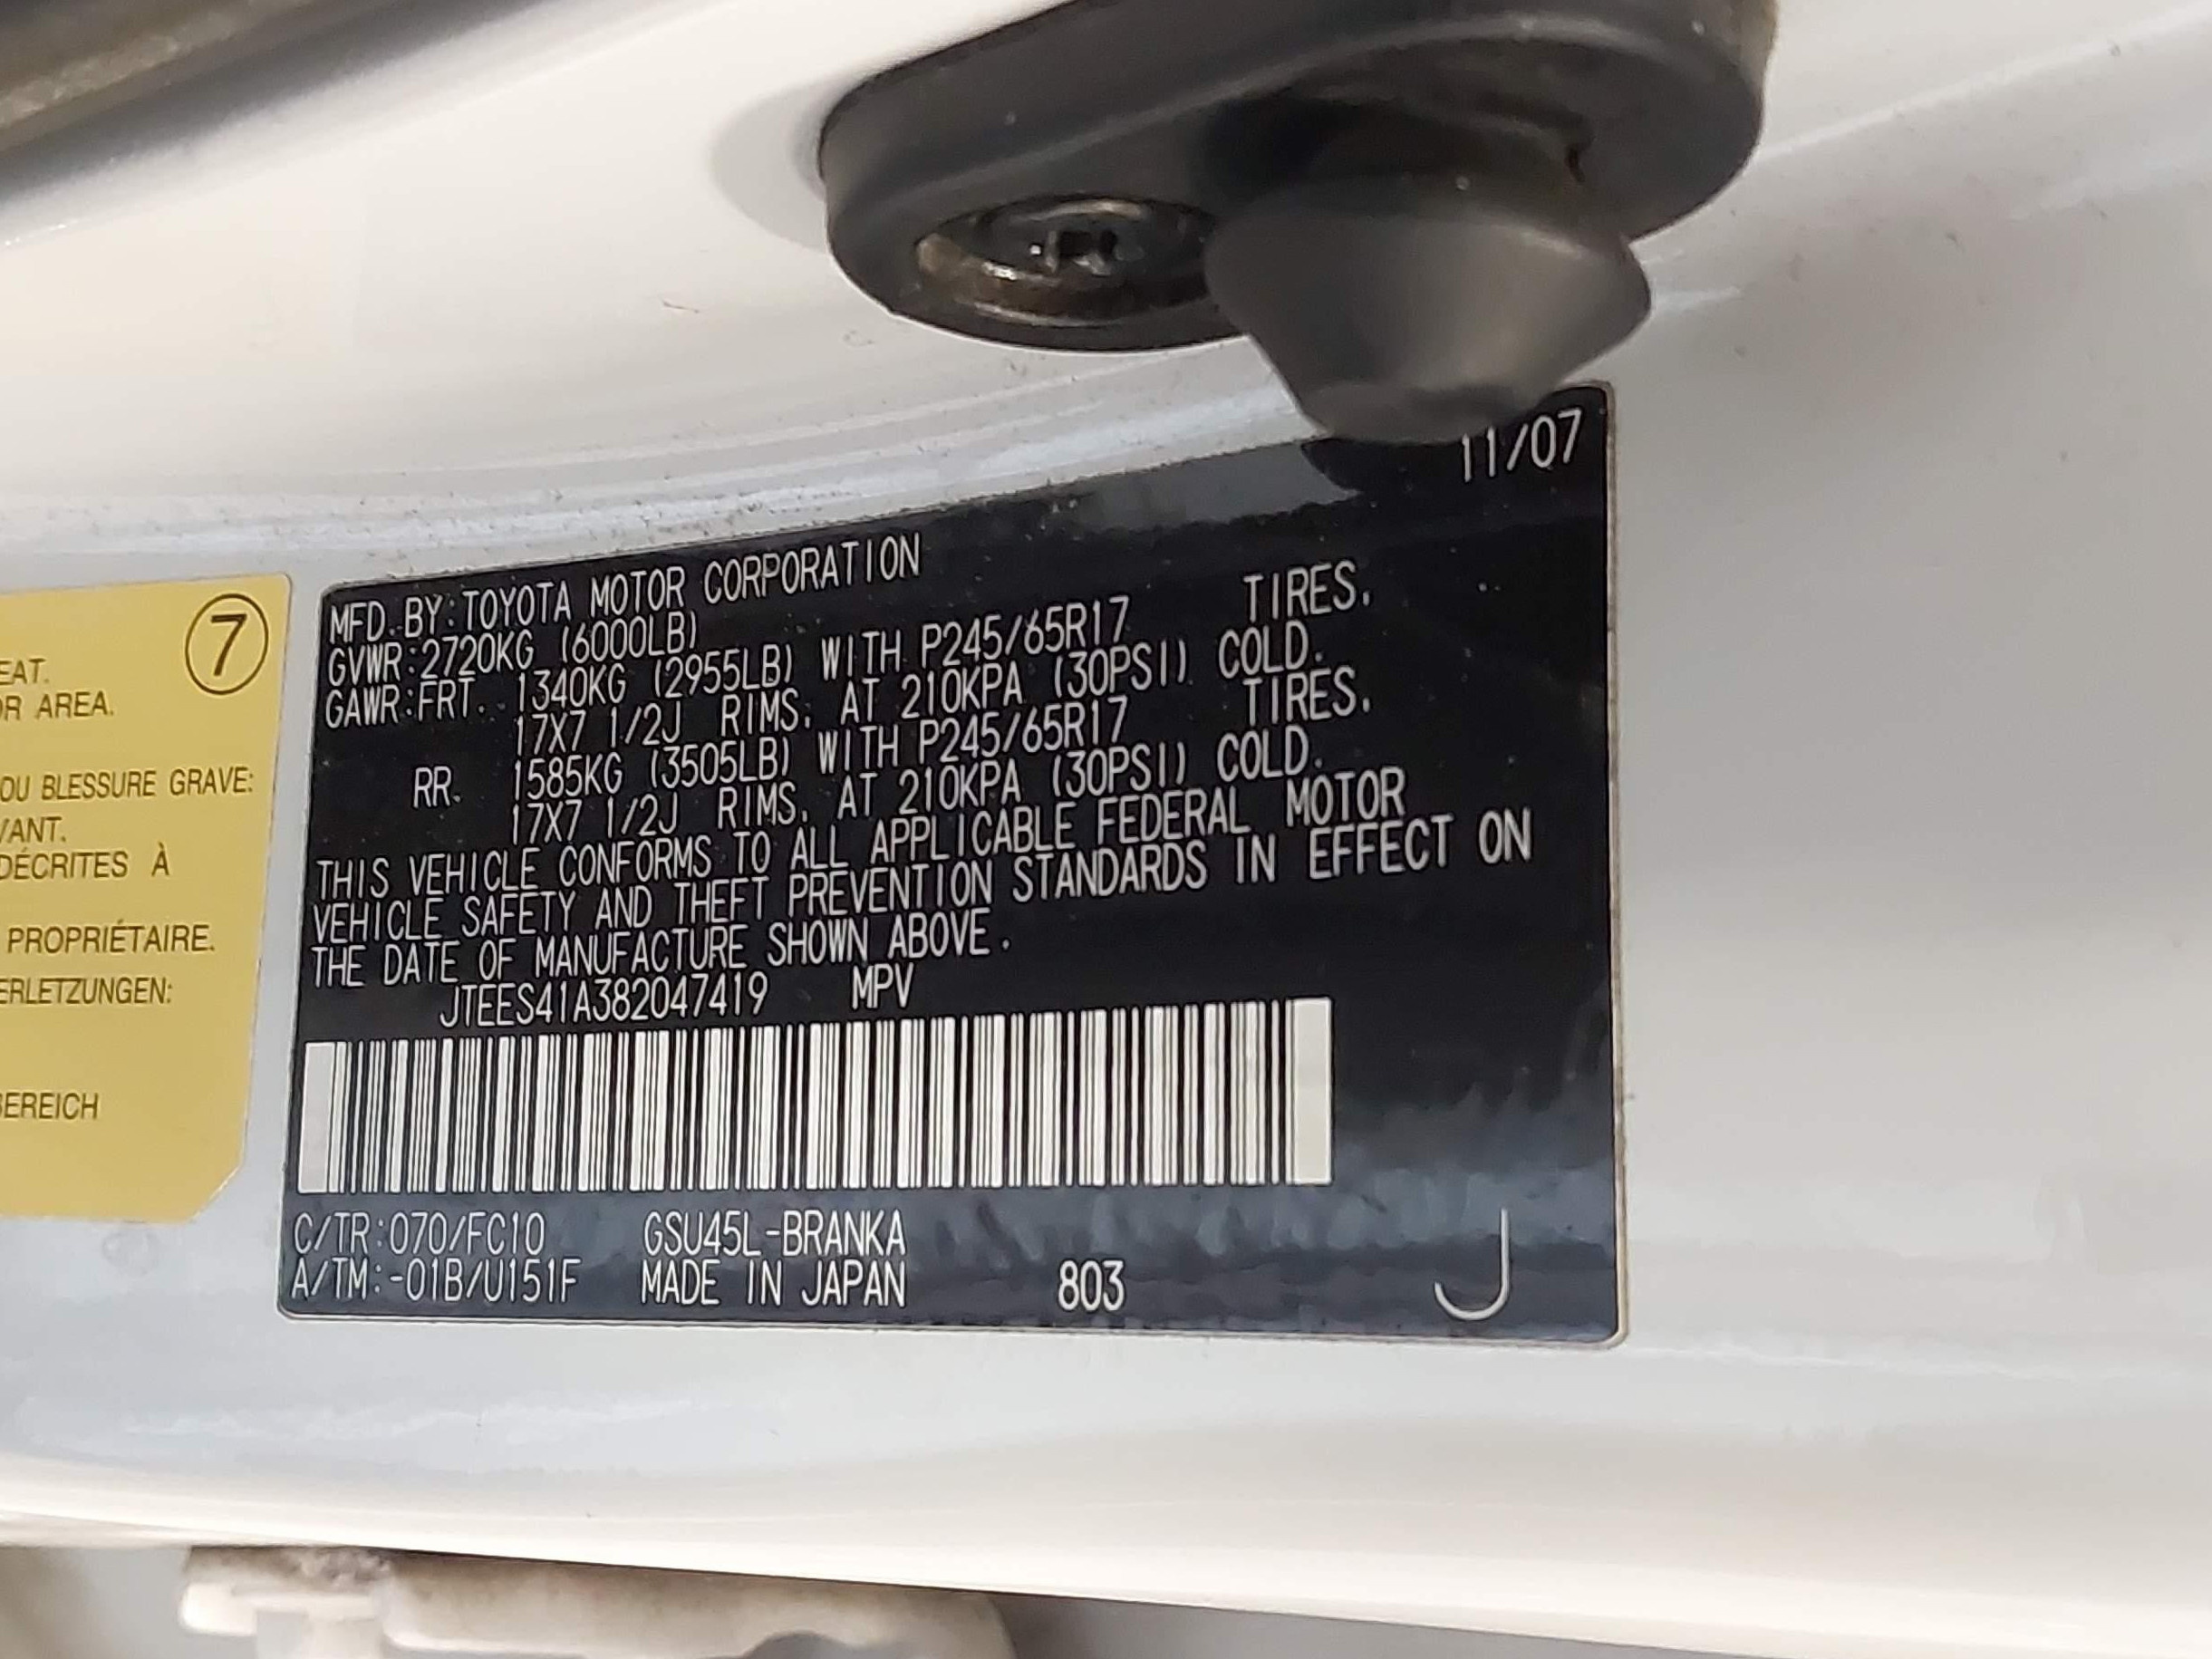 7
EAT.
OR AREA.
OU BLESSURE GRAVE:
VANT.
DÉCRITES À
PROPRIÉTAIRE.
ERLETZUNGEN:
BEREICH
11/07
MFD. BY:TOYOTA MOTOR CORPORATION
GVWR:2720KG (6000LB)
GAWR:FRT. 1340KG (2955LB) WITH P245/65R17 TIRES.
17X7 1/2J RIMS. AT 210KPA (30PSI) COLD.
RR. 1585KG (3505LB) WITH P245/65R17 TIRES.
17X7 1/2J RIMS. AT 210KPA (30PSI) COLD.
THIS VEHICLE CONFORMS TO ALL APPLICABLE FEDERAL MOTOR
VEHICLE SAFETY AND THEFT PREVENTION STANDARDS IN EFFECT ON
THE DATE OF MANUFACTURE SHOWN ABOVE.
JTEES41A382047419 MPV
C/TR:070/FC10 GSU45L-BRANKA
A/TM:-01B/U151F MADE IN JAPAN 803 J